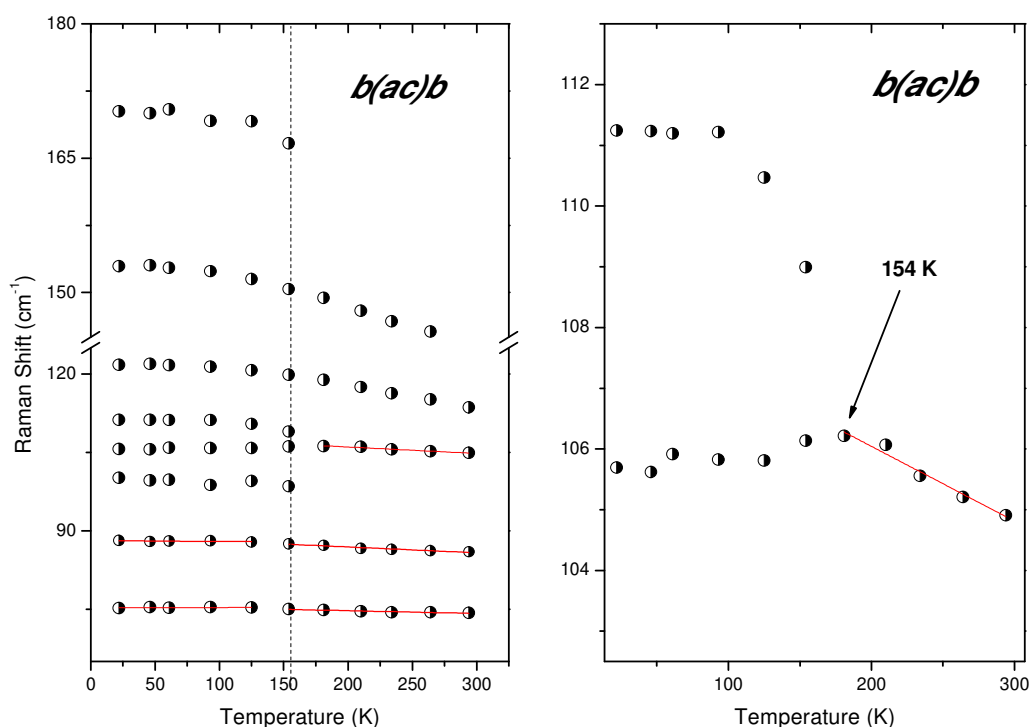 180
165
150
120
90
Raman Shift (cm-1)
0 50 100 150 200 250 300
Temperature (K)
b(ac)b
112
110
108
106
104
100 200 300
Temperature (K)
b(ac)b
154 K